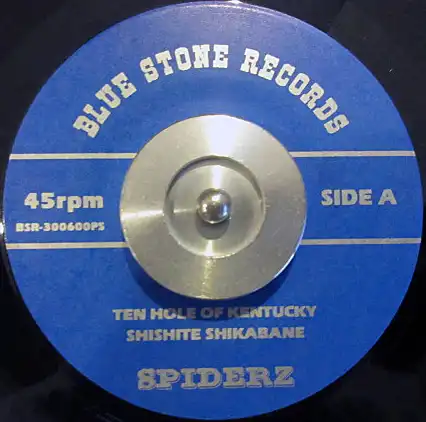 BLUE STONE RECORDS
45rpm
SIDE A
BSR-300600PS
TEN HOLE OF KENTUCKY
SHISHITE SHIKABANE
SPIDERZ